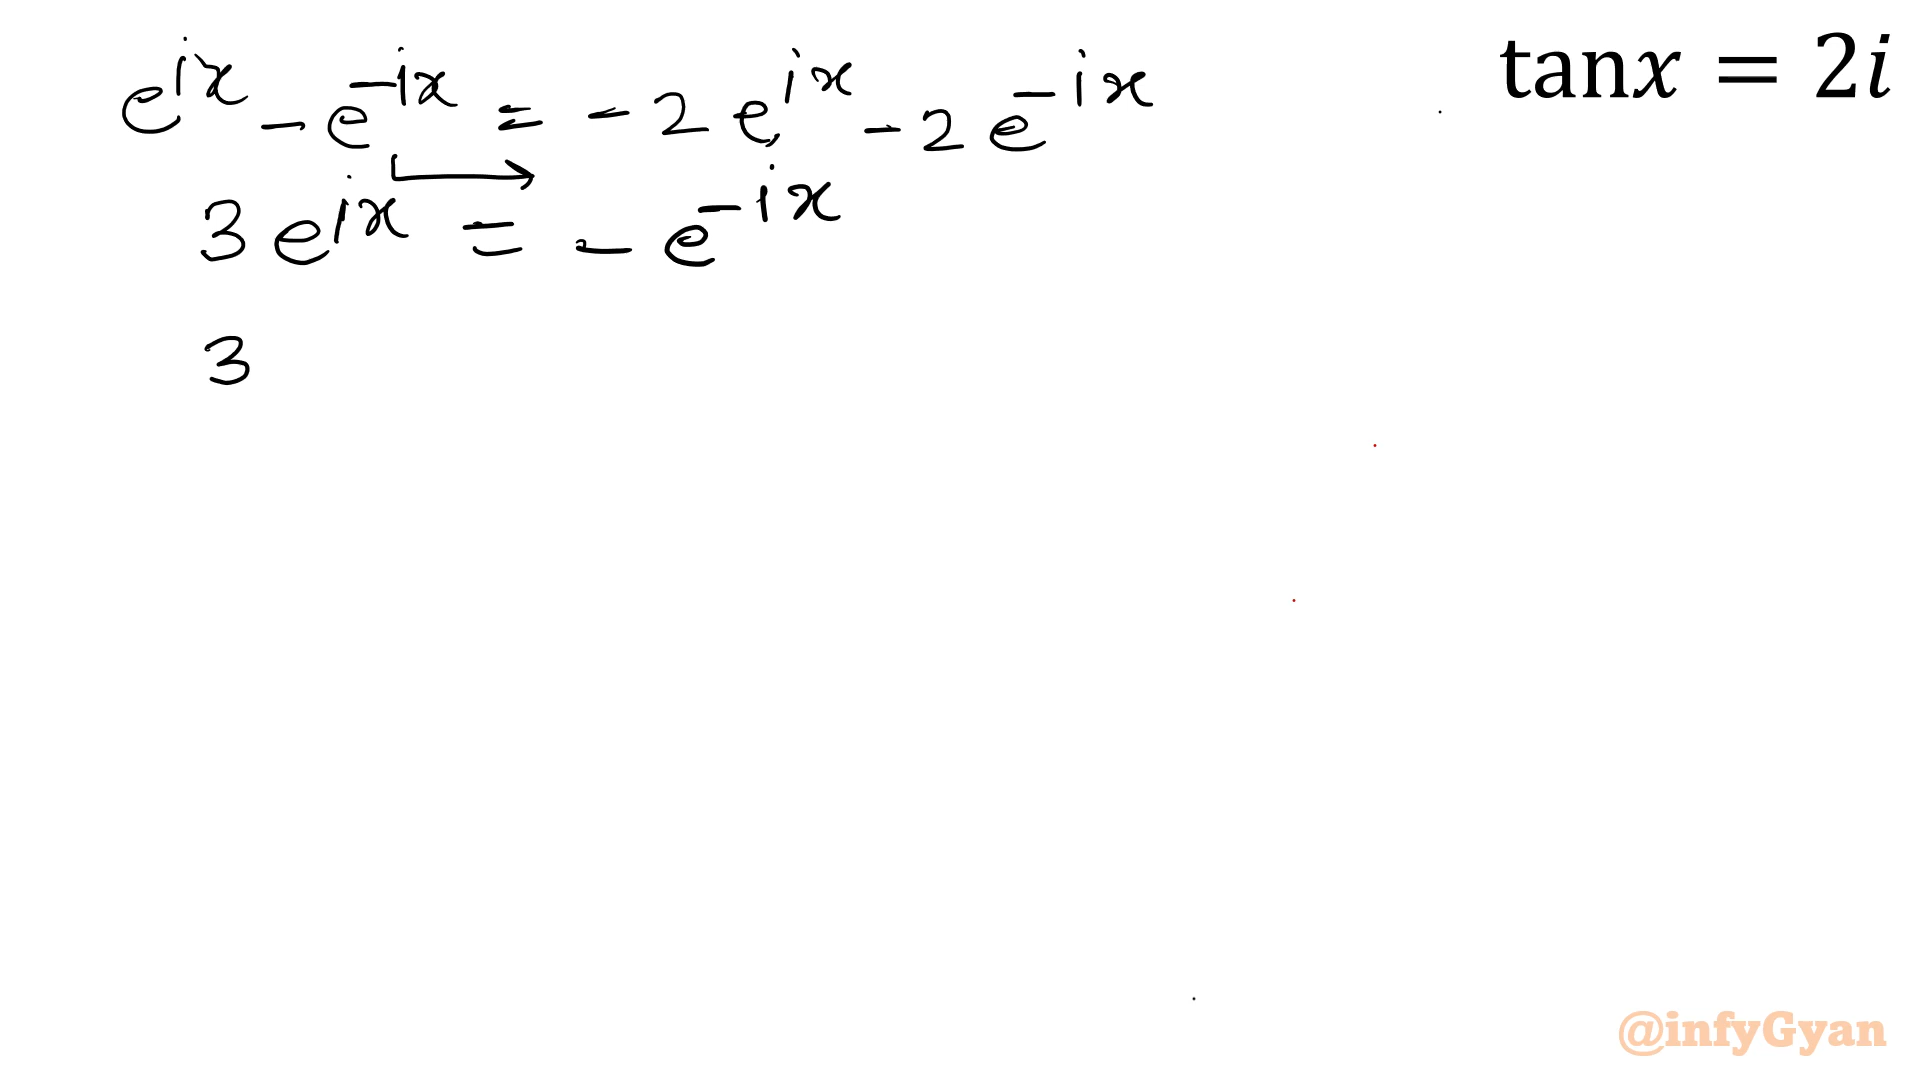 tanx = 2i
e^{ix} - e^{-ix} = -2e^{ix} - 2e^{-ix}
3e^{ix} = -e^{-ix}
3
@infyGyan